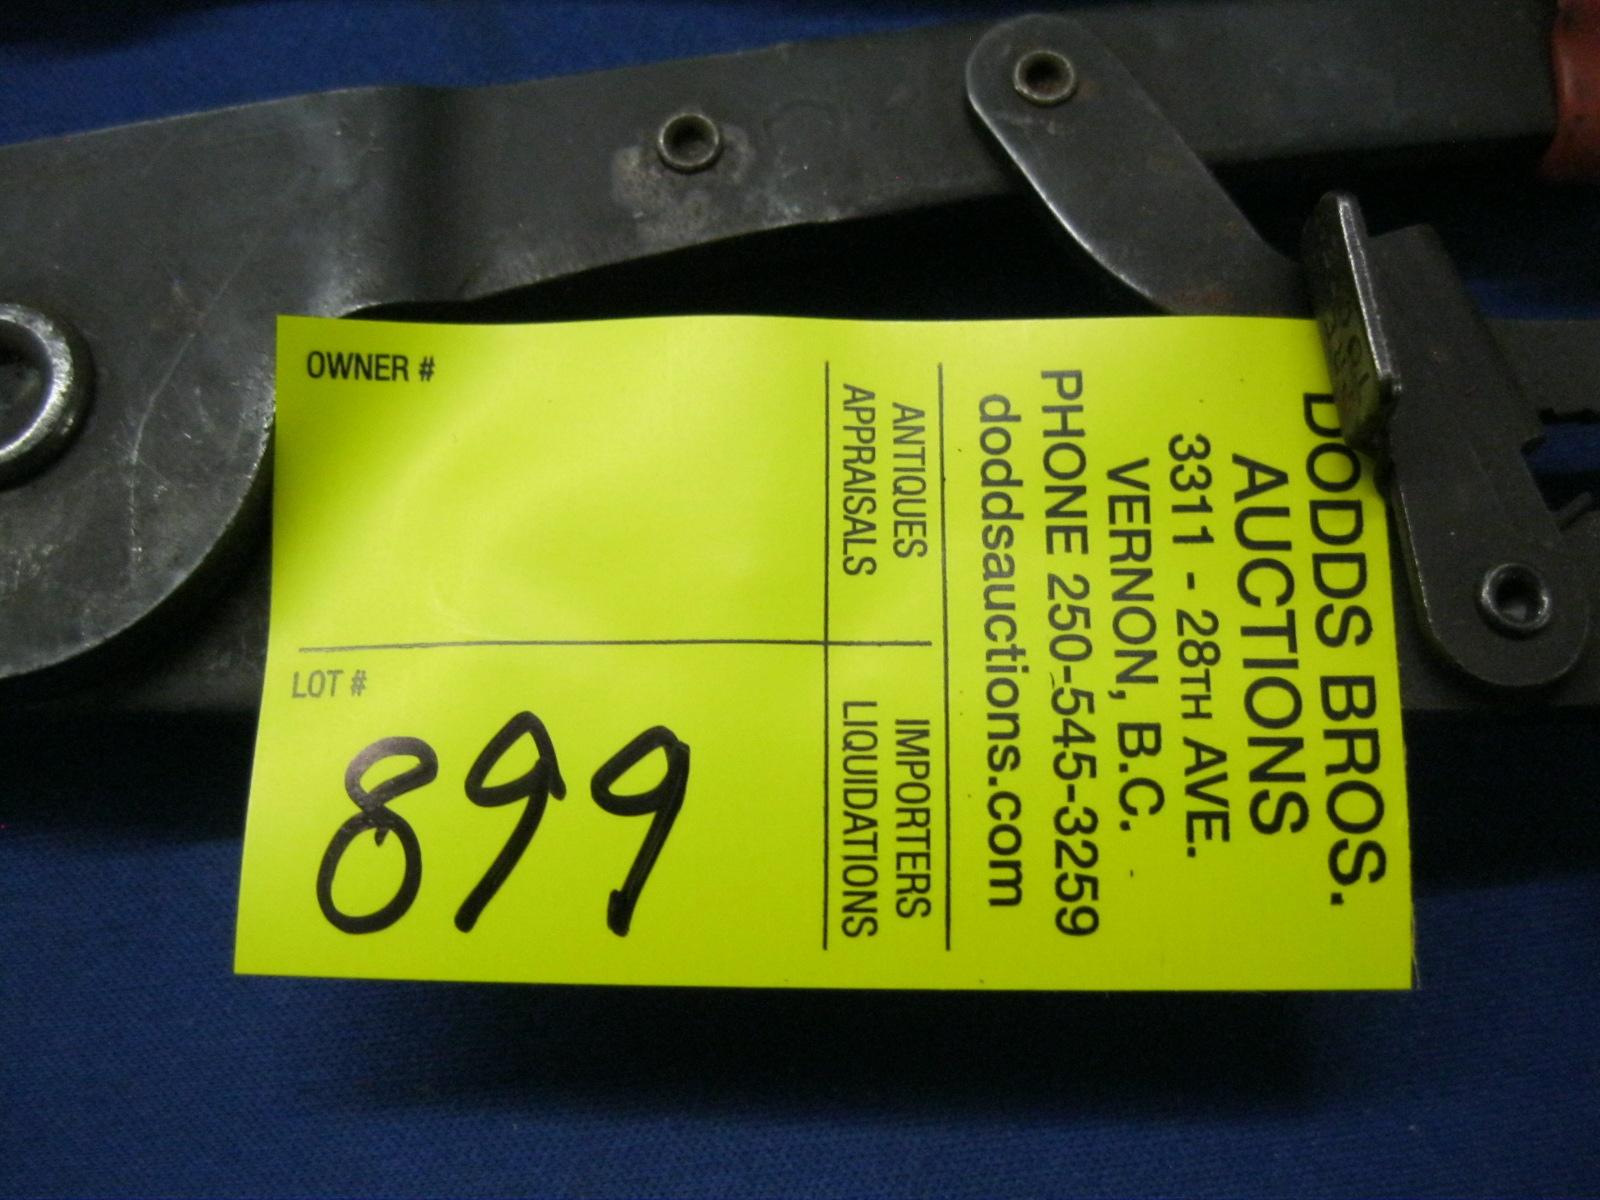 DODDS BROS.
AUCTIONS
3311 - 28TH AVE.
VERNON, B.C.
PHONE 250-545-3259
doddsauctions.com
ANTIQUES
APPRAISALS
IMPORTERS
LIQUIDATIONS
OWNER #
LOT #
899